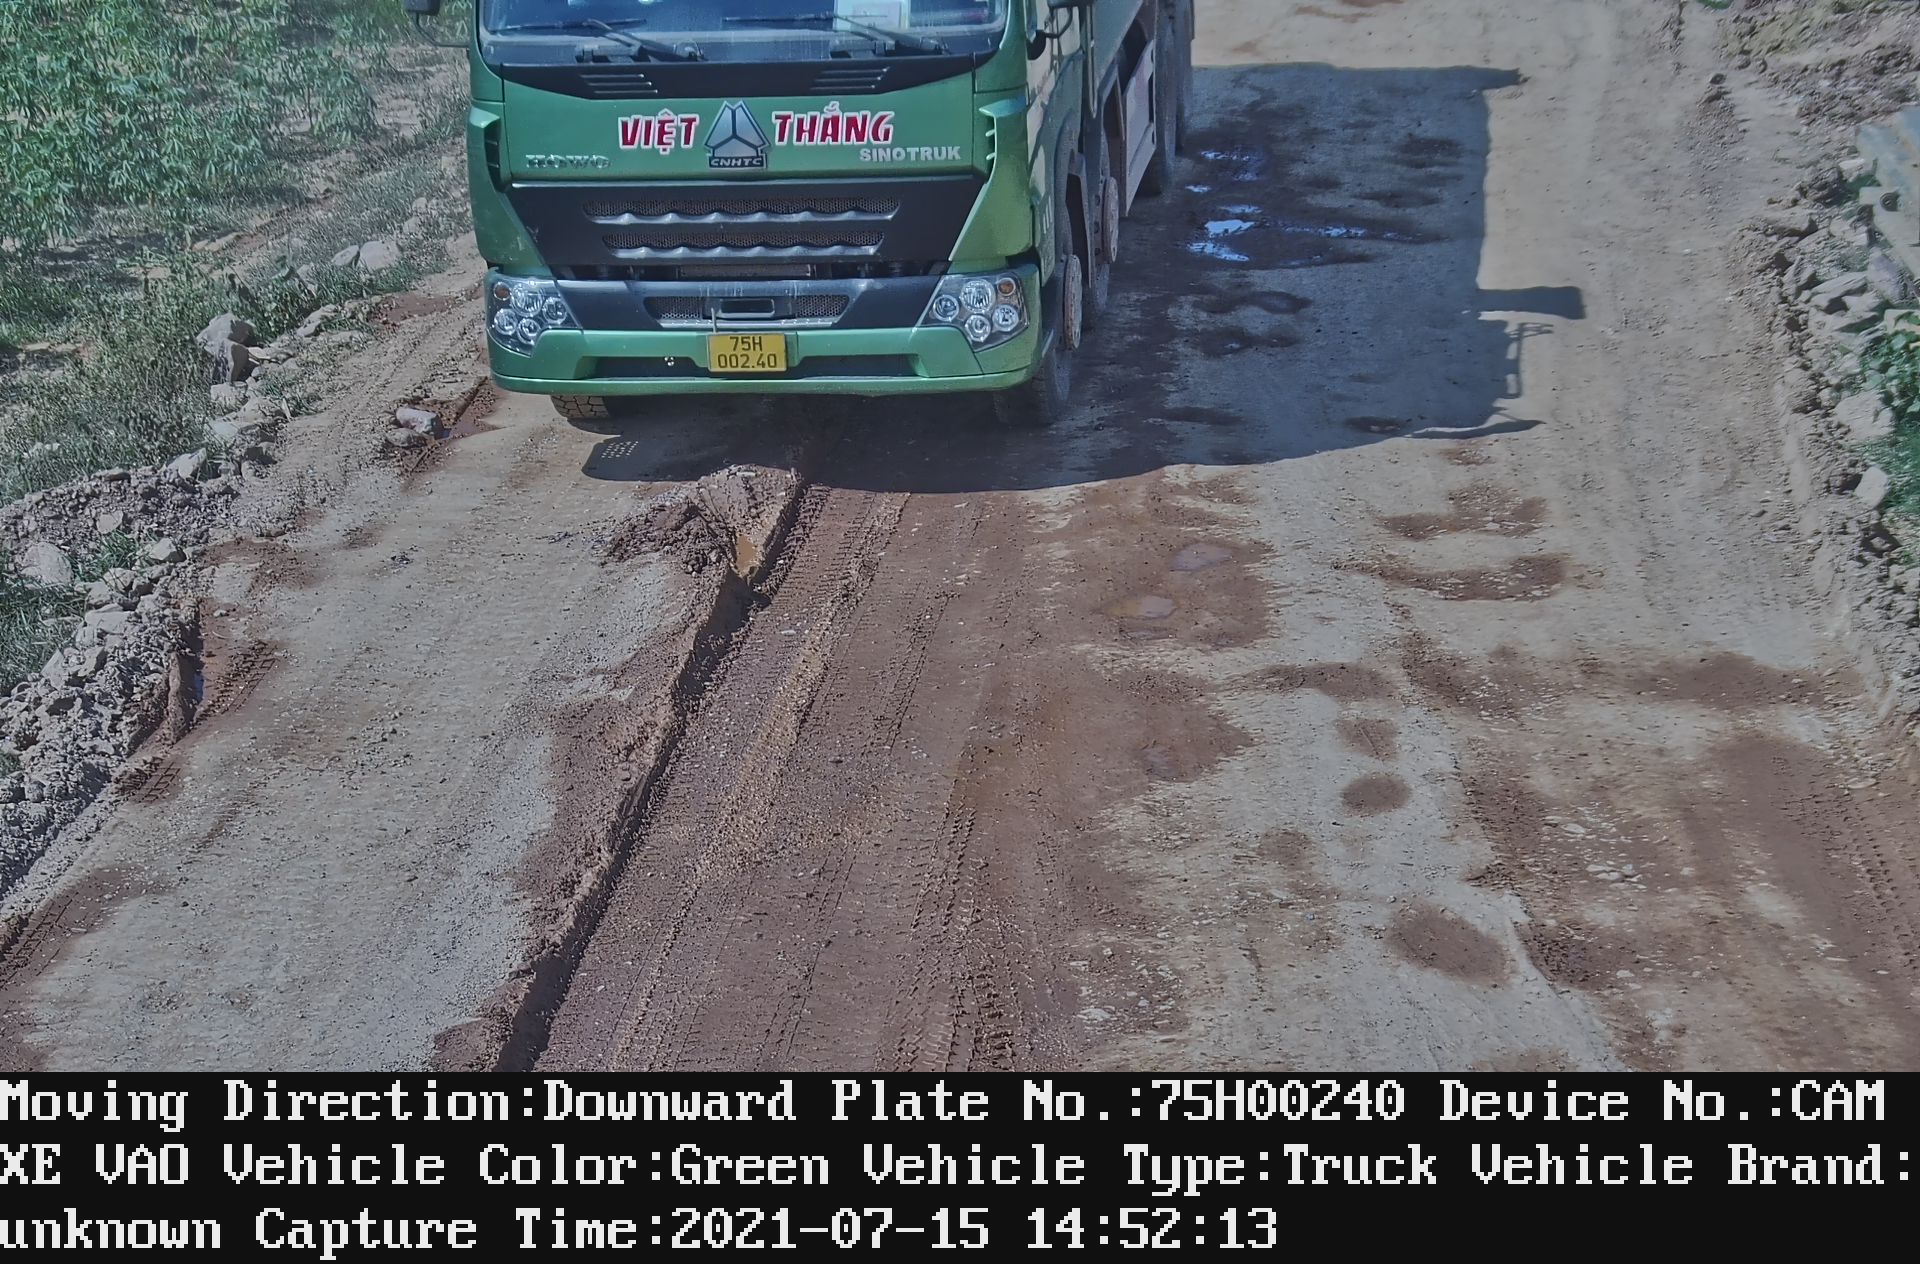 VIỆT THẮNG
CNHTC
HOWO
SINOTRUK
75H
002.40
Moving Direction:Downward Plate No.:75H00240 Device No.:CAM
XE VAO Vehicle Color:Green Vehicle Type:Truck Vehicle Brand:
unknown Capture Time:2021-07-15 14:52:13